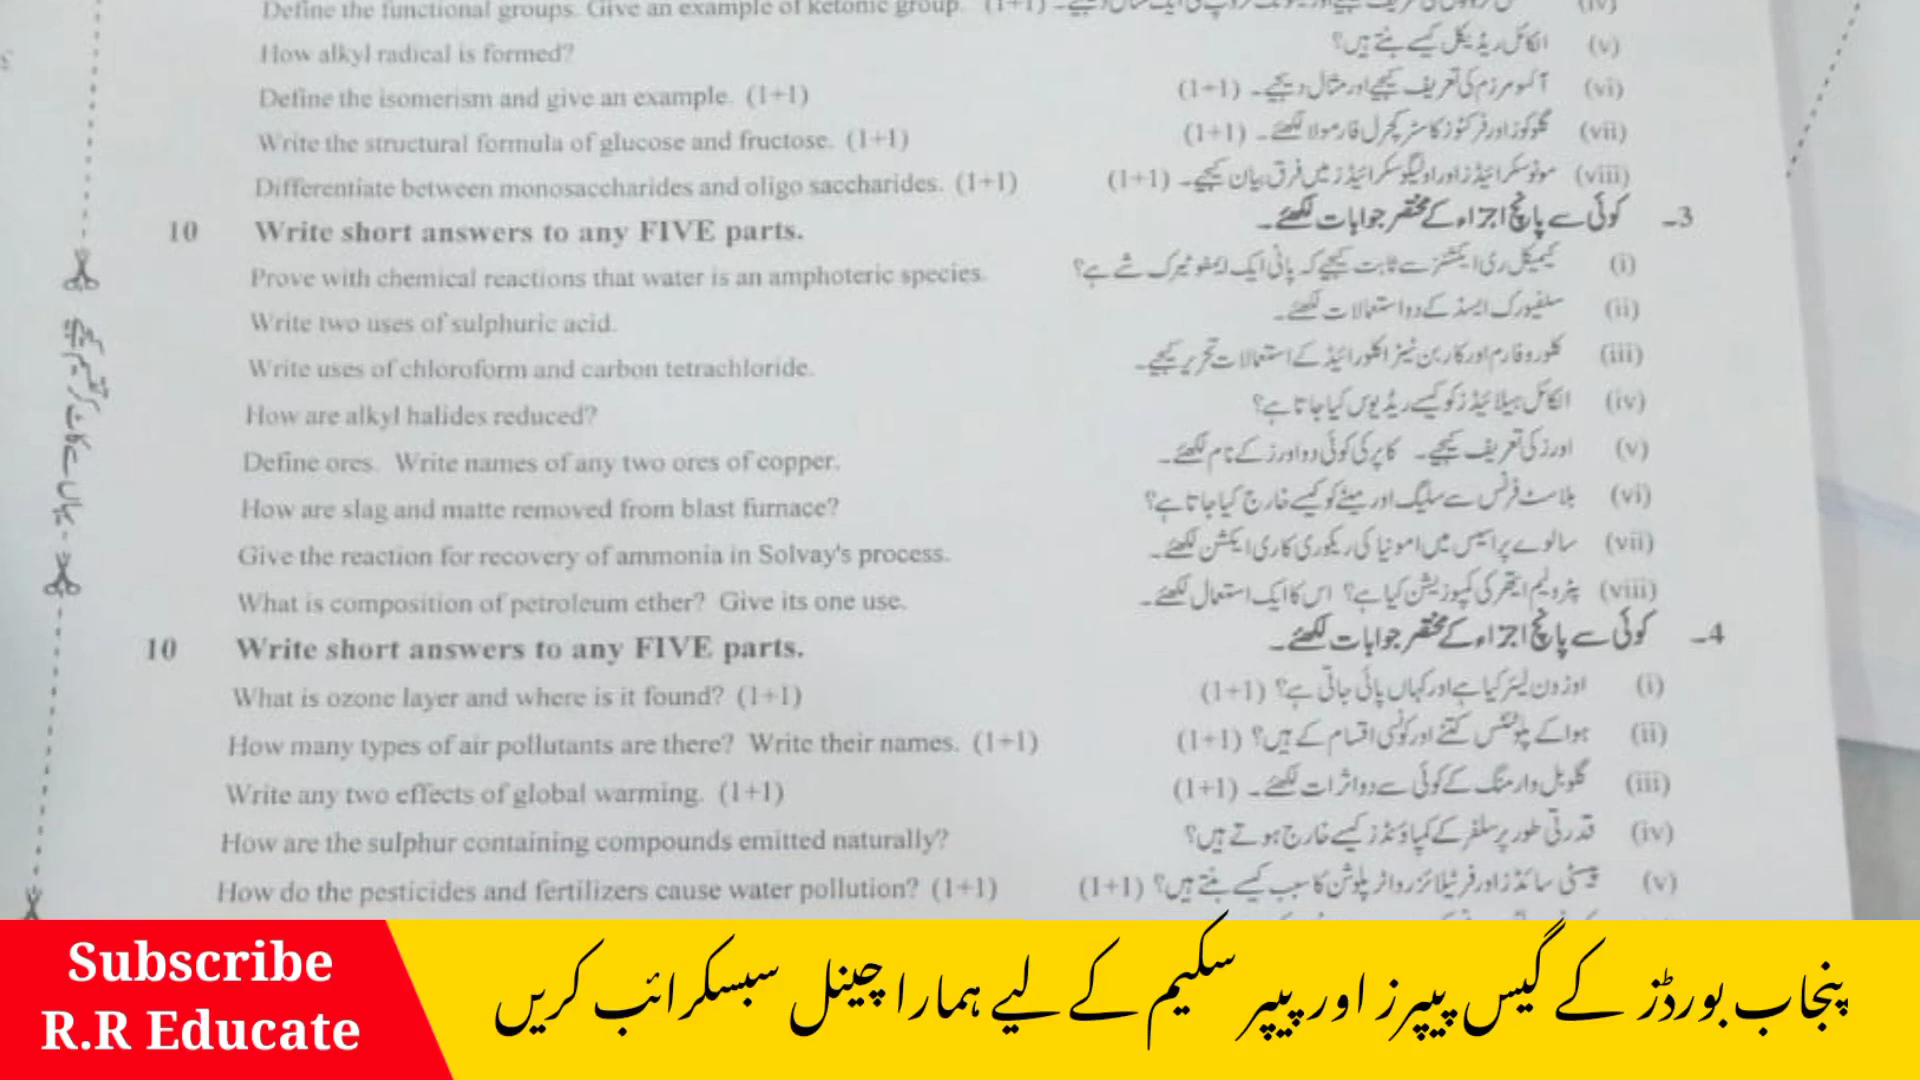 Define the functional groups. Give an example of ketonic group. (1+1)
(iv)
How alkyl radical is formed?
(v) الکائل ریڈیکل کیسے بنتے ہیں؟
Define the isomerism and give an example. (1+1)
(vi) آئسومرزم کی تعریف کیجیے اور مثال دیجیے۔ (1+1)
Write the structural formula of glucose and fructose. (1+1)
(vii) گلوکوز اور فرکٹوز کا سٹرکچرل فارمولا لکھئے۔ (1+1)
Differentiate between monosaccharides and oligo saccharides. (1+1)
(viii) مونوسکرائیڈز اور اولیگوسکرائیڈز میں فرق بیان کیجیے۔ (1+1)
10 Write short answers to any FIVE parts.
3۔ کوئی سے پانچ اجزاء کے مختصر جوابات لکھئے۔
Prove with chemical reactions that water is an amphoteric species.
(i) کیمیکل ری ایکشنز سے ثابت کیجیے کہ پانی ایک ایمفوٹیرک شے ہے؟
Write two uses of sulphuric acid.
(ii) سلفیورک ایسڈ کے دو استعمالات لکھئے۔
Write uses of chloroform and carbon tetrachloride.
(iii) کلوروفارم اور کاربن ٹیٹراکلورائیڈ کے استعمالات تحریر کیجیے۔
How are alkyl halides reduced?
(iv) الکائل ہیلائیڈز کو کیسے ریڈیوس کیا جاتا ہے؟
Define ores. Write names of any two ores of copper.
(v) اورز کی تعریف کیجیے۔ کاپر کی کوئی دو اورز کے نام لکھئے۔
How are slag and matte removed from blast furnace?
(vi) بلاسٹ فرنس سے سلیگ اور میٹے کو کیسے خارج کیا جاتا ہے؟
Give the reaction for recovery of ammonia in Solvay's process.
(vii) سالوے پراسیس میں امونیا کی ریکوری کا ری ایکشن لکھئے۔
What is composition of petroleum ether? Give its one use.
(viii) پٹرولیم ایتھر کی کمپوزیشن کیا ہے؟ اس کا ایک استعمال لکھئے۔
10 Write short answers to any FIVE parts.
4۔ کوئی سے پانچ اجزاء کے مختصر جوابات لکھئے۔
What is ozone layer and where is it found? (1+1)
(i) اوزون لیئر کیا ہے اور کہاں پائی جاتی ہے؟ (1+1)
How many types of air pollutants are there? Write their names. (1+1)
(ii) ہوا کے پلوٹنٹس کتنے اور کونسی اقسام کے ہیں؟ (1+1)
Write any two effects of global warming. (1+1)
(iii) گلوبل وارمنگ کے کوئی سے دو اثرات لکھئے۔ (1+1)
How are the sulphur containing compounds emitted naturally?
(iv) قدرتی طور پر سلفر کے کمپاؤنڈز کیسے خارج ہوتے ہیں؟
How do the pesticides and fertilizers cause water pollution? (1+1)
(v) پیسٹی سائڈز اور فرٹیلائزر واٹر پلوشن کا سبب کیسے بنتے ہیں؟ (1+1)
Subscribe
R.R Educate
پنجاب بورڈز کے گیس پیپرز اور پیپر سکیم کے لیے ہمارا چینل سبسکرائب کریں